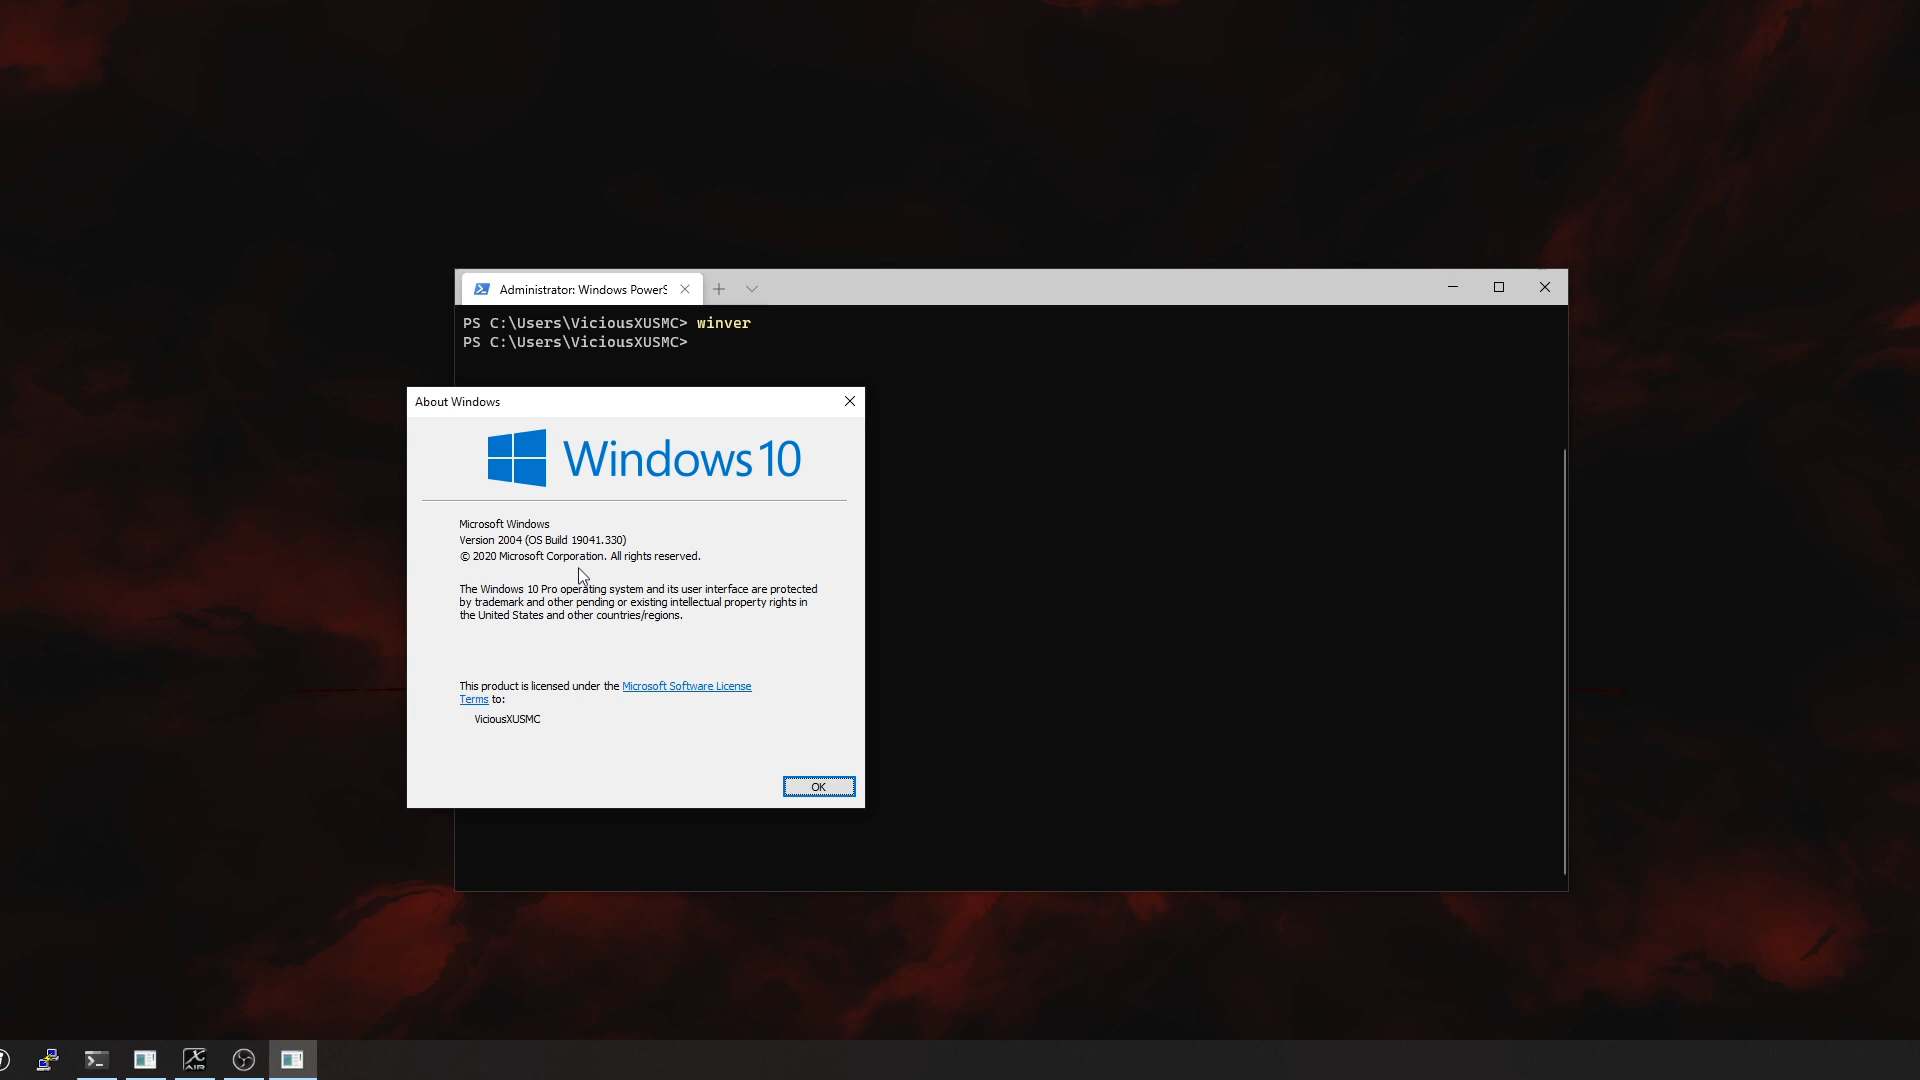 Administrator: Windows PowerS
PS C:\Users\ViciousXUSMC> winver
PS C:\Users\ViciousXUSMC>
About Windows
Windows 10
Microsoft Windows
Version 2004 (OS Build 19041.330)
© 2020 Microsoft Corporation. All rights reserved.
The Windows 10 Pro operating system and its user interface are protected
by trademark and other pending or existing intellectual property rights in
the United States and other countries/regions.
This product is licensed under the Microsoft Software License
Terms to:
ViciousXUSMC
OK
X AIR